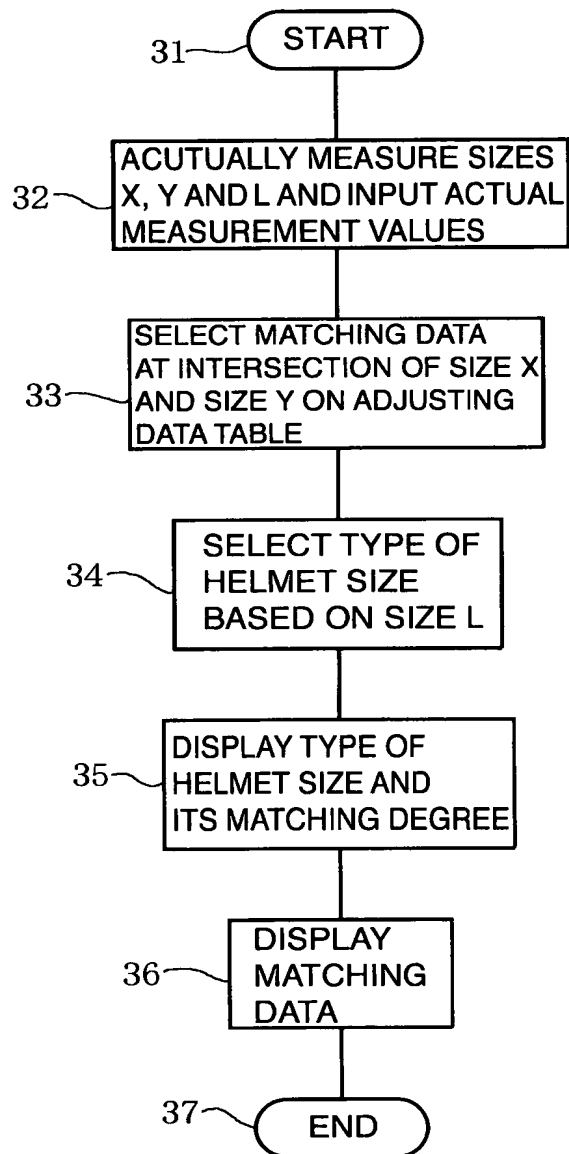 31
START
32
ACUTUALLY MEASURE SIZES
X, Y AND L AND INPUT ACTUAL
MEASUREMENT VALUES
33
SELECT MATCHING DATA
AT INTERSECTION OF SIZE X
AND SIZE Y ON ADJUSTING
DATA TABLE
34
SELECT TYPE OF
HELMET SIZE
BASED ON SIZE L
35
DISPLAY TYPE OF
HELMET SIZE AND
ITS MATCHING DEGREE
36
DISPLAY
MATCHING
DATA
37
END